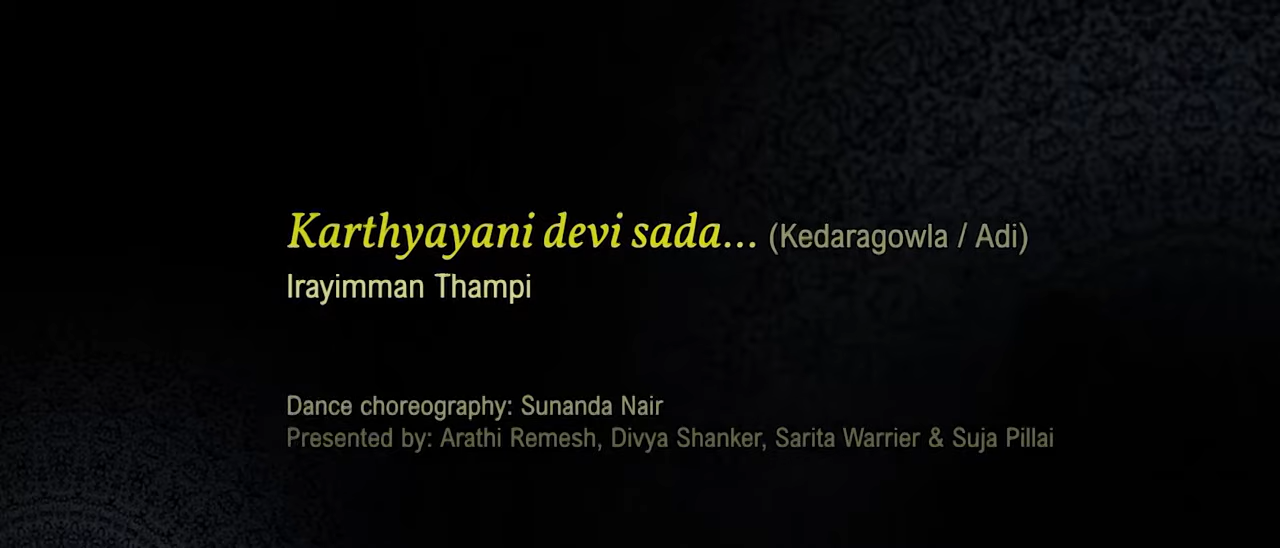 Karthyayani devi sada... (Kedaragowla / Adi)
Irayimman Thampi
Dance choreography: Sunanda Nair
Presented by: Arathi Remesh, Divya Shanker, Sarita Warrier & Suja Pillai